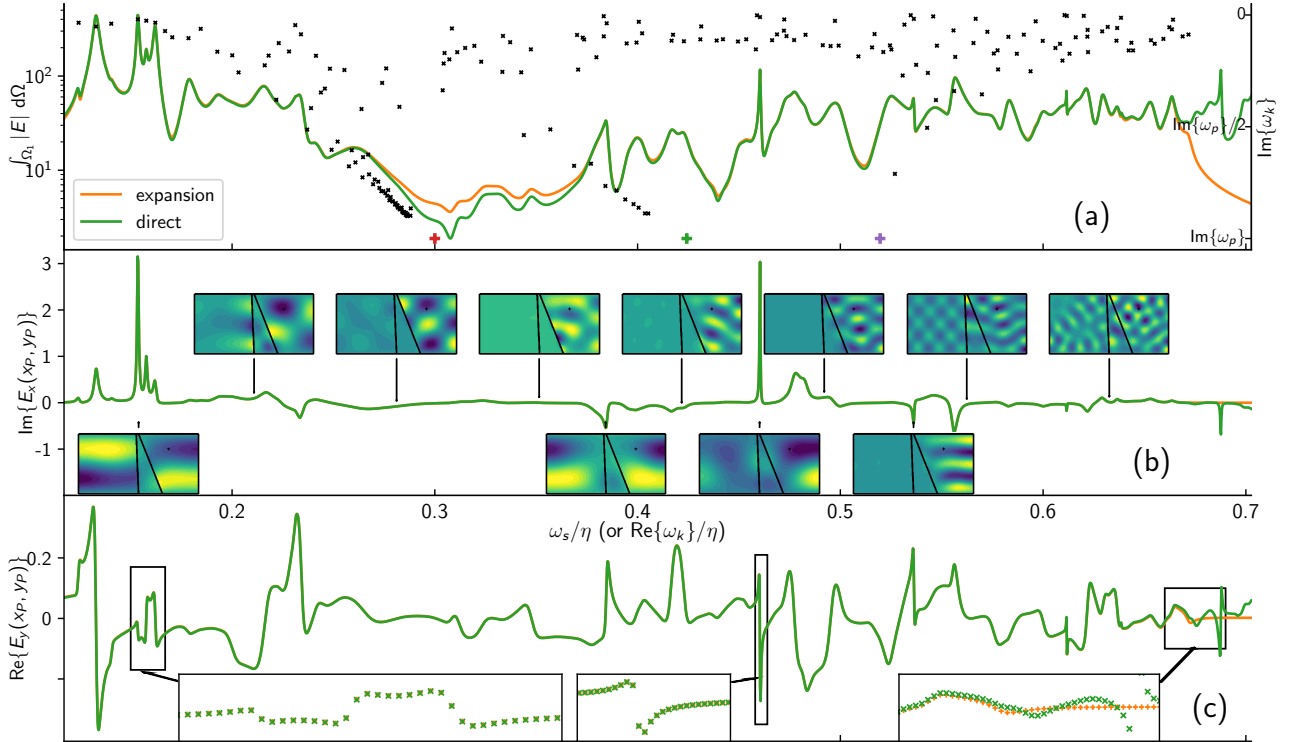 10²
10¹
∫_Ω₁ |E| dΩ
expansion
direct
0
Im{ω_p}/2
Im{ω_p}
Im{ω_k}
(a)
0.2
0.3
0.4
0.5
0.6
0.7
ω_s/η (or Re{ω_k}/η)
3
2
1
0
-1
Im{E_x(x_P, y_P)}
(b)
0.2
0
Re{E_y(x_P, y_P)}
(c)